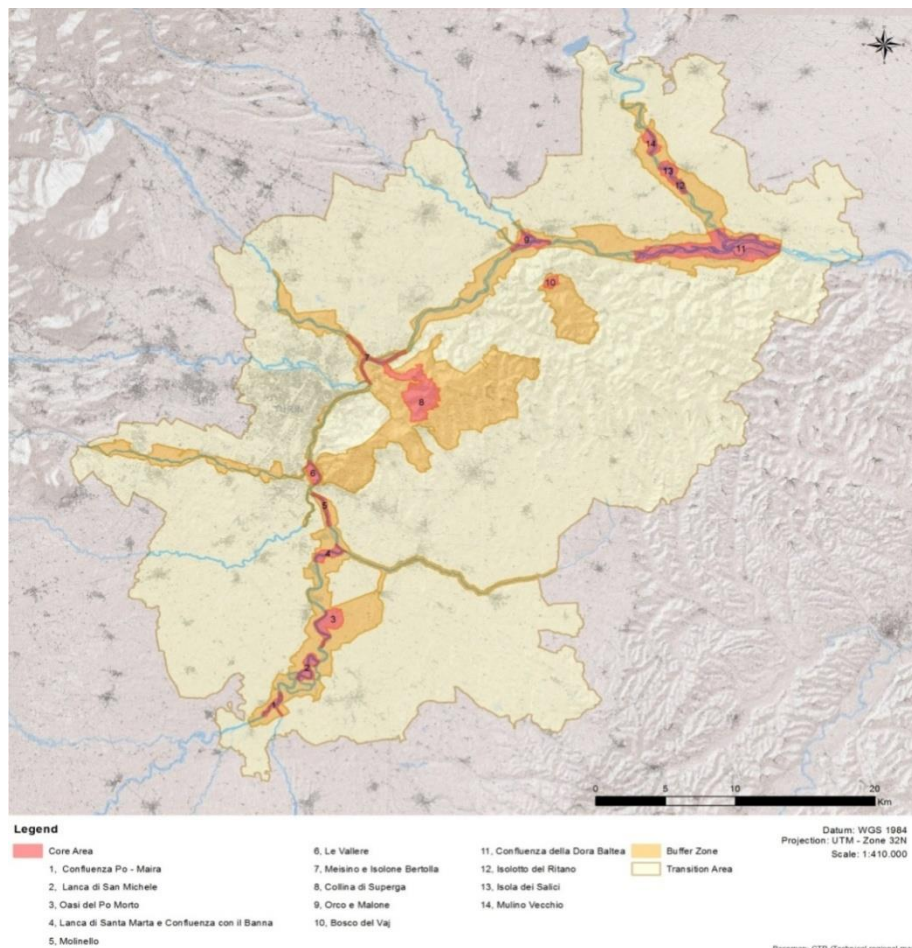 14
13
12
9
11
10
7
8
6
5
4
3
2
1
0 5 10 20
Km
Legend
Core Area
1, Confluenza Po - Maira
2, Lanca di San Michele
3, Oasi del Po Morto
4, Lanca di Santa Marta e Confluenza con il Banna
5, Molinello
6, Le Vallere
7, Meisino e Isolone Bertolla
8, Collina di Superga
9, Orco e Malone
10, Bosco del Vaj
11, Confluenza della Dora Baltea
12, Isolotto del Ritano
13, Isola dei Salici
14, Mulino Vecchio
Buffer Zone
Transition Area
Datum: WGS 1984
Projection: UTM - Zone 32N
Scale: 1:410.000